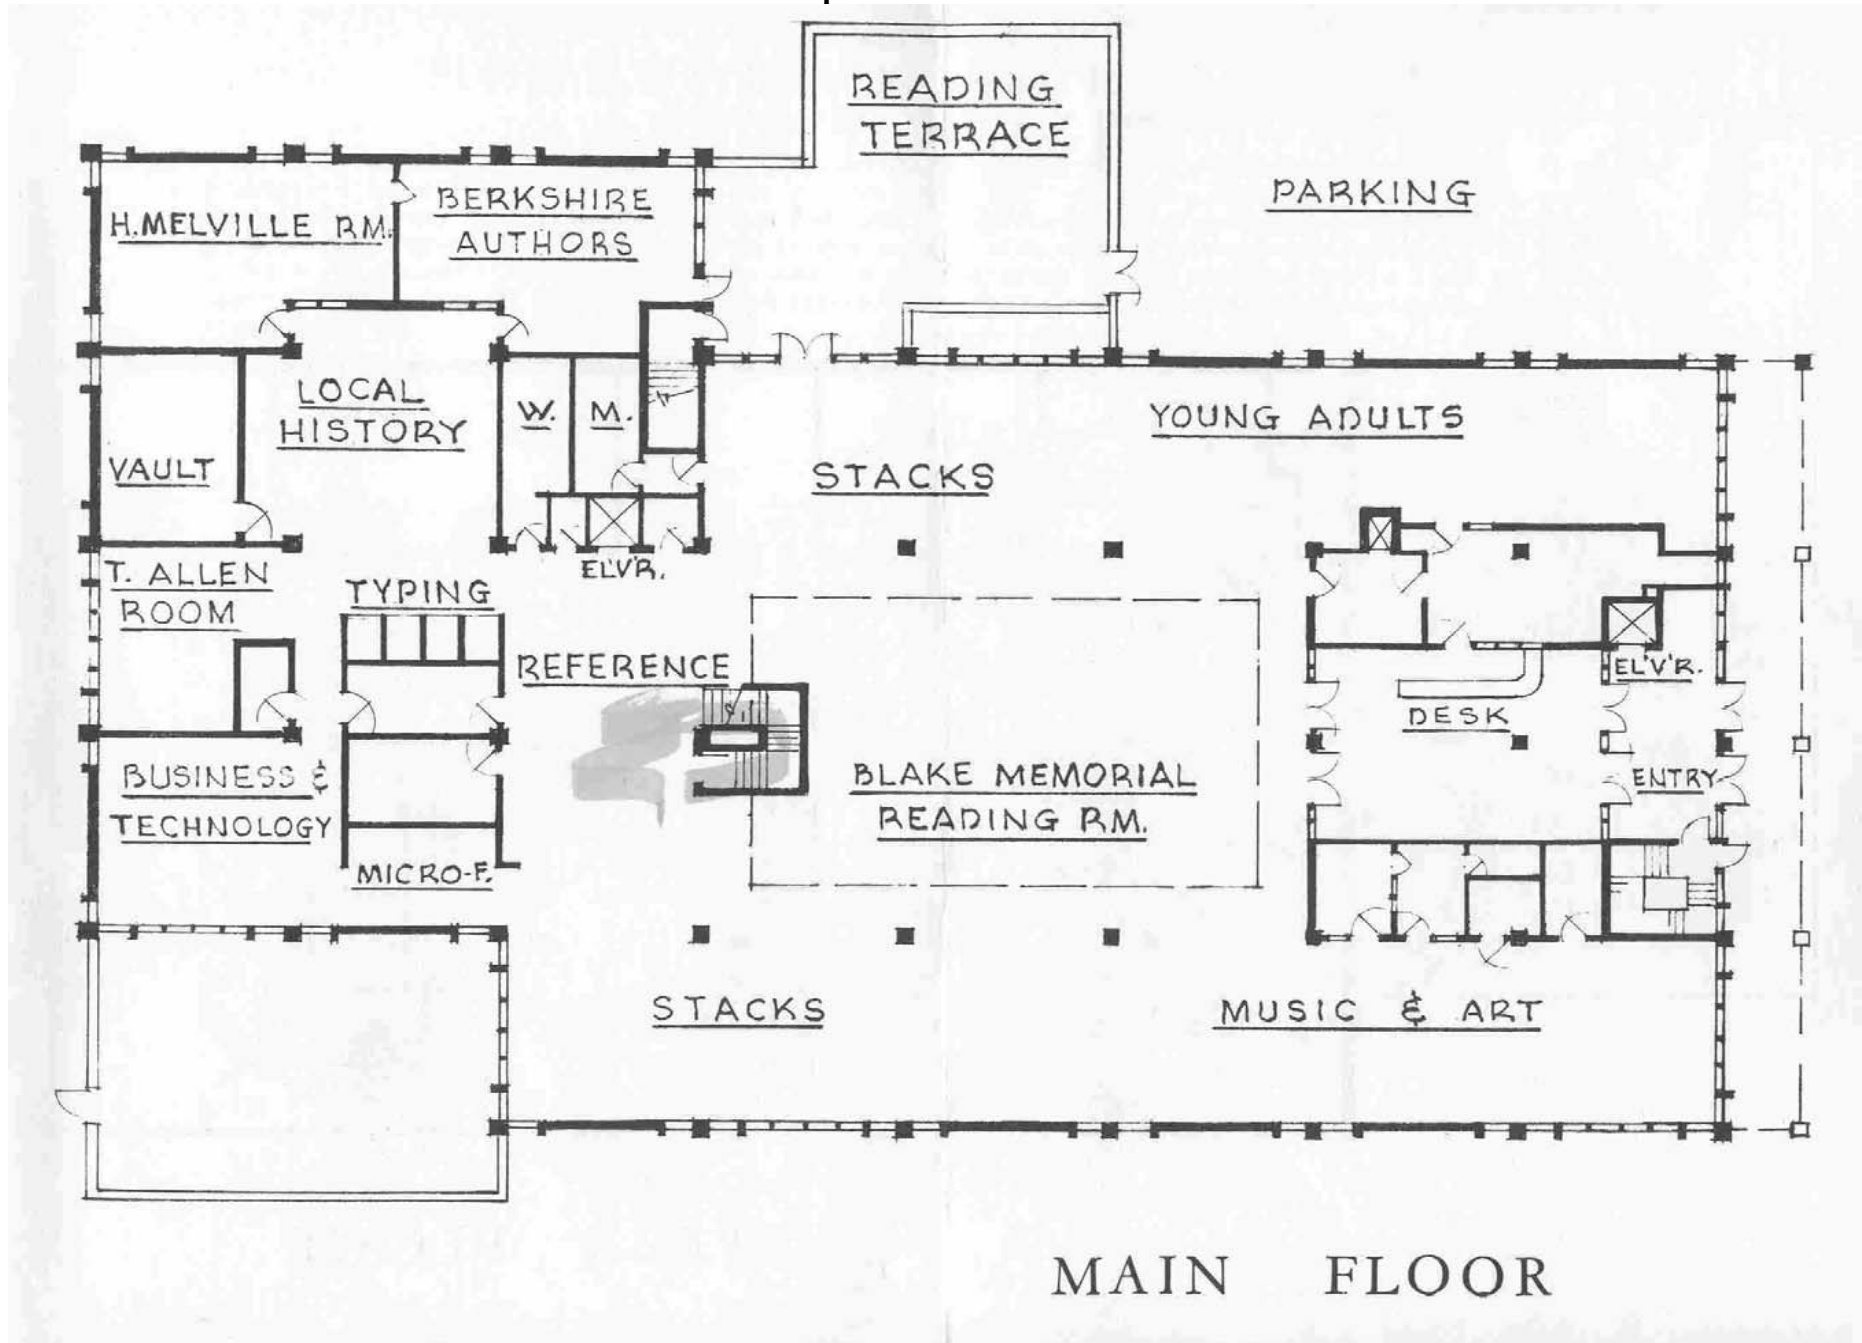 READING
TERRACE
PARKING
H. MELVILLE RM.
BERKSHIRE
AUTHORS
LOCAL
HISTORY
VAULT
W.
M.
EL'V'R.
STACKS
YOUNG ADULTS
T. ALLEN
ROOM
TYPING
REFERENCE
EL'V'R.
DESK
ENTRY
BUSINESS &
TECHNOLOGY
MICRO-F.
BLAKE MEMORIAL
READING RM.
STACKS
MUSIC & ART
MAIN FLOOR